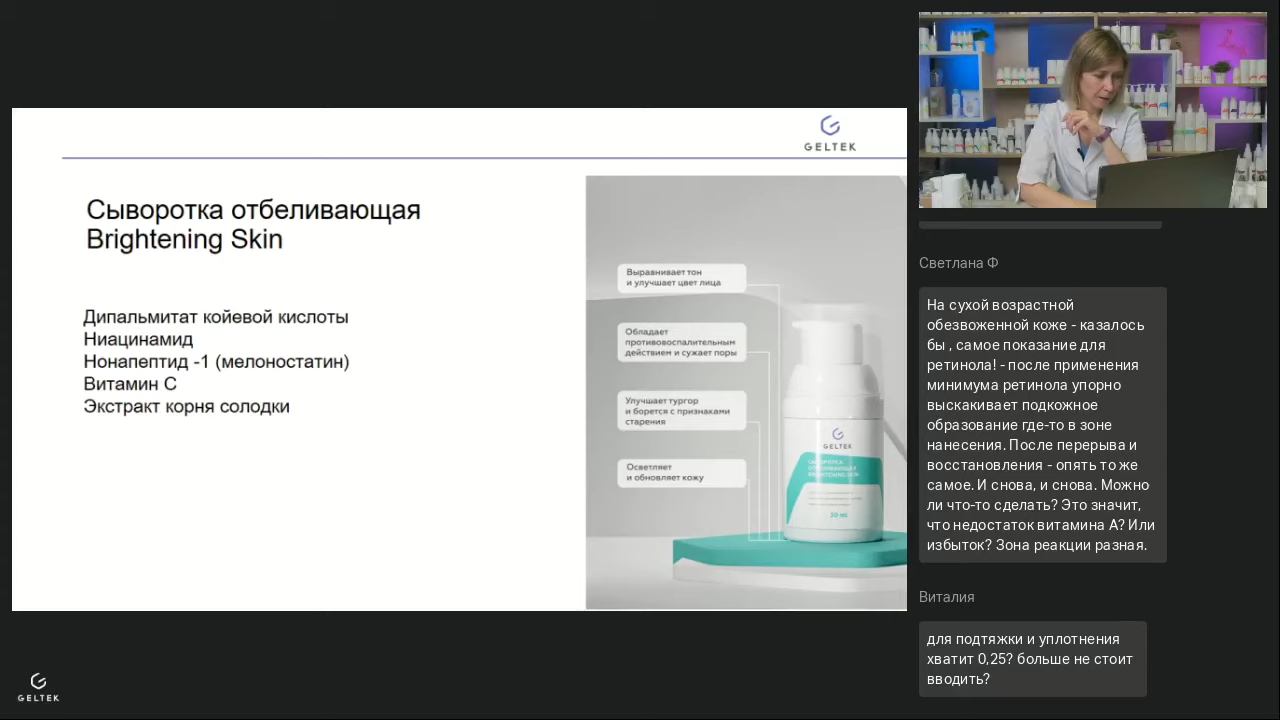 GELTEK
Сыворотка отбеливающая
Brightening Skin
Дипальмитат койевой кислоты
Ниацинамид
Нонапептид -1 (мелоностатин)
Витамин С
Экстракт корня солодки
Выравнивает тон
и улучшает цвет лица
Обладает
противовоспалительным
действием и сужает поры
Улучшает тургор
и борется с признаками
старения
Осветляет
и обновляет кожу
GELTEK
СЫВОРОТКА
ОТБЕЛИВАЮЩАЯ
BRIGHTENING SKIN
30 ml
GELTEK
Светлана Ф
На сухой возрастной
обезвоженной коже - казалось
бы , самое показание для
ретинола! - после применения
минимума ретинола упорно
выскакивает подкожное
образование где-то в зоне
нанесения. После перерыва и
восстановления - опять то же
самое. И снова, и снова. Можно
ли что-то сделать? Это значит,
что недостаток витамина А? Или
избыток? Зона реакции разная.
Виталия
для подтяжки и уплотнения
хватит 0,25? больше не стоит
вводить?